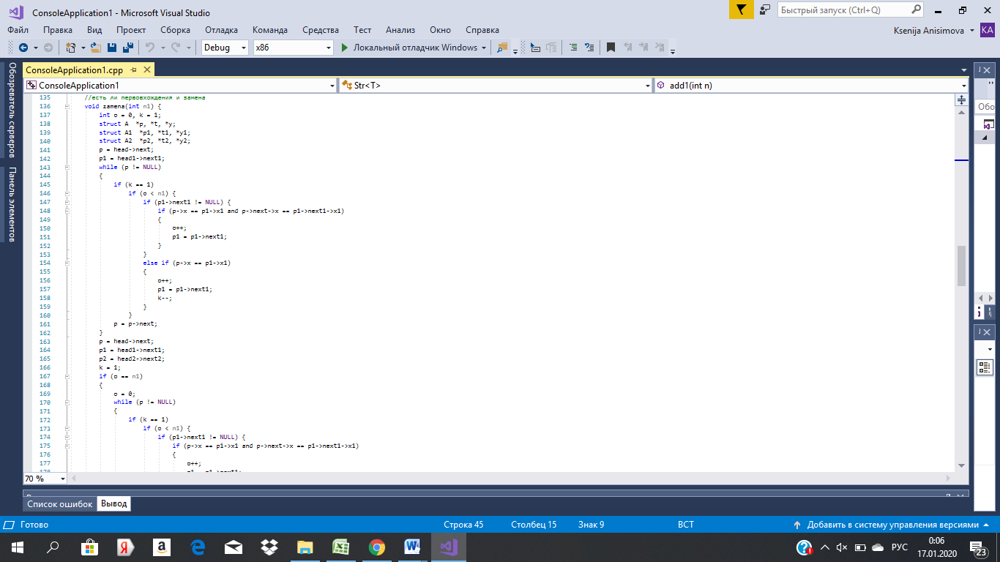 ConsoleApplication1 - Microsoft Visual Studio
Быстрый запуск (Ctrl+Q)
Файл Правка Вид Проект Сборка Отладка Команда Средства Тест Анализ Окно Справка
Ksenija Anisimova KA
Debug x86 Локальный отладчик Windows
Обозреватель серверов
Панель элементов
ConsoleApplication1.cpp
ConsoleApplication1 Str<T> add1(int n)
Обо
135 //есть ли первовхождения и замена
136 void zamena(int n1) {
137 int o = 0, k = 1;
138 struct A *p, *t, *y;
139 struct A1 *p1, *t1, *y1;
140 struct A2 *p2, *t2, *y2;
141 p = head->next;
142 p1 = head1->next1;
143 while (p != NULL)
144 {
145 if (k == 1)
146 if (o < n1) {
147 if (p1->next1 != NULL) {
148 if (p->x == p1->x1 and p->next->x == p1->next1->x1)
149 {
150 o++;
151 p1 = p1->next1;
152 }
153 }
154 else if (p->x == p1->x1)
155 {
156 o++;
157 p1 = p1->next1;
158 k--;
159 }
160 }
161 p = p->next;
162 }
163 p = head->next;
164 p1 = head1->next1;
165 p2 = head2->next2;
166 k = 1;
167 if (o == n1)
168 {
169 o = 0;
170 while (p != NULL)
171 {
172 if (k == 1)
173 if (o < n1) {
174 if (p1->next1 != NULL) {
175 if (p->x == p1->x1 and p->next->x == p1->next1->x1)
176 {
177 o++;
70 %
Список ошибок Вывод
Готово Строка 45 Столбец 15 Знак 9 ВСТ Добавить в систему управления версиями
РУС 0:06
17.01.2020
23